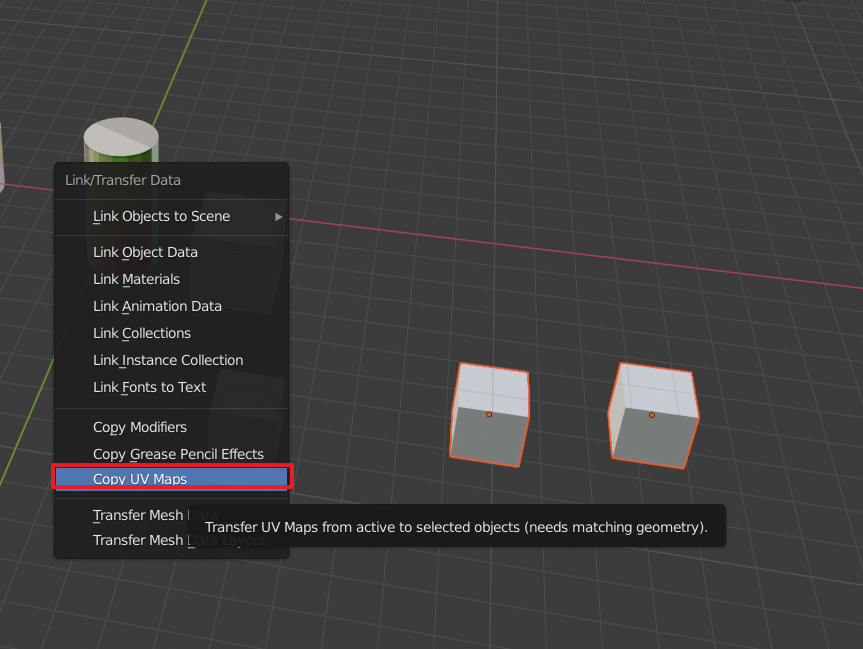 Link/Transfer Data
Link Objects to Scene
Link Object Data
Link Materials
Link Animation Data
Link Collections
Link Instance Collection
Link Fonts to Text
Copy Modifiers
Copy Grease Pencil Effects
Copy UV Maps
Transfer Mesh Data
Transfer UV Maps from active to selected objects (needs matching geometry).
Transfer Mesh Data Layout